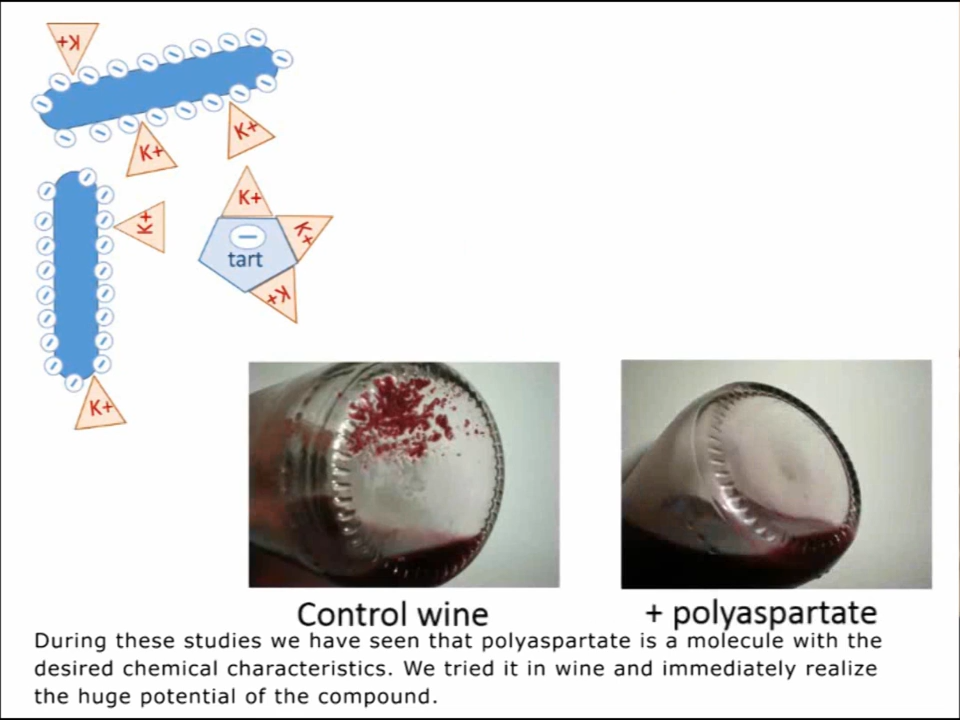 K+
K+
K+
K+
K+
K+
tart
K+
K+
Control wine
+ polyaspartate
During these studies we have seen that polyaspartate is a molecule with the
desired chemical characteristics. We tried it in wine and immediately realize
the huge potential of the compound.